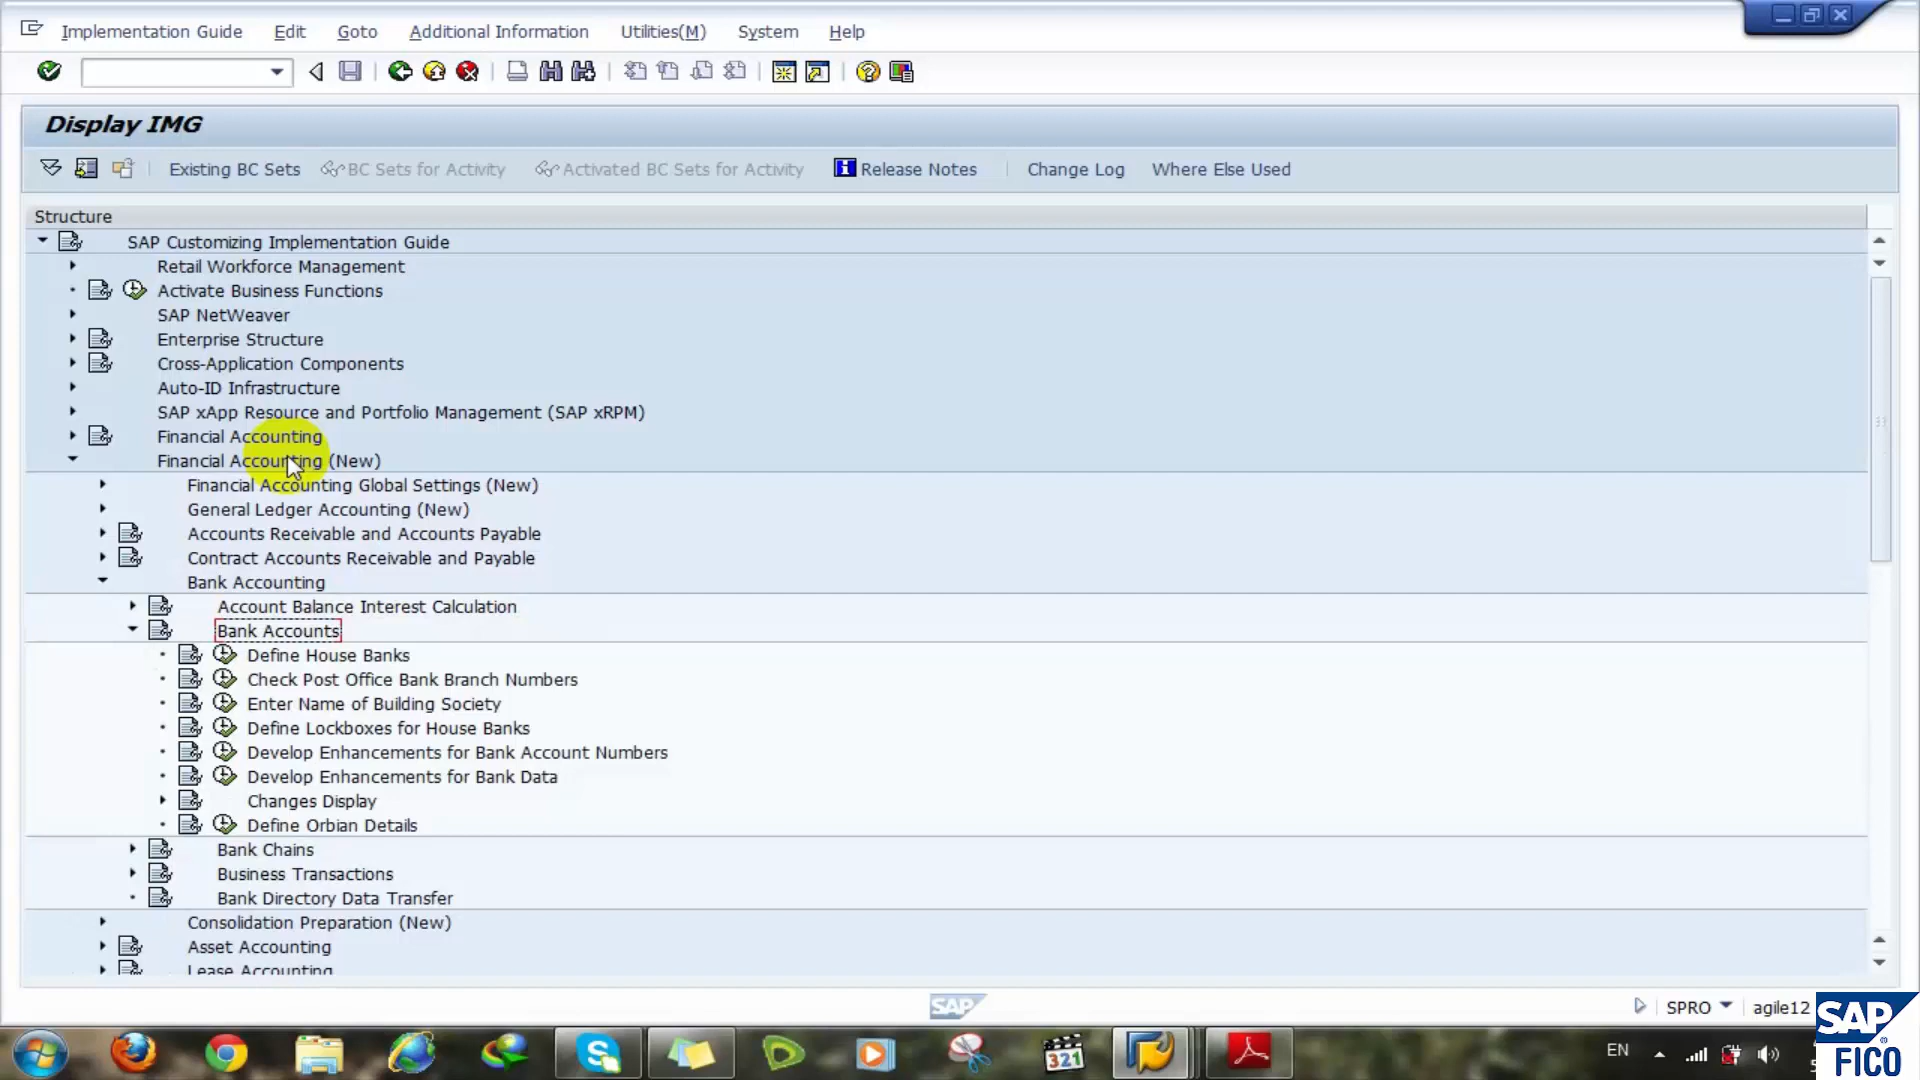 Implementation Guide Edit Goto Additional Information Utilities(M) System Help
Display IMG
Existing BC Sets BC Sets for Activity Activated BC Sets for Activity Release Notes Change Log Where Else Used
Structure
SAP Customizing Implementation Guide
Retail Workforce Management
Activate Business Functions
SAP NetWeaver
Enterprise Structure
Cross-Application Components
Auto-ID Infrastructure
SAP xApp Resource and Portfolio Management (SAP xRPM)
Financial Accounting
Financial Accounting (New)
Financial Accounting Global Settings (New)
General Ledger Accounting (New)
Accounts Receivable and Accounts Payable
Contract Accounts Receivable and Payable
Bank Accounting
Account Balance Interest Calculation
Bank Accounts
Define House Banks
Check Post Office Bank Branch Numbers
Enter Name of Building Society
Define Lockboxes for House Banks
Develop Enhancements for Bank Account Numbers
Develop Enhancements for Bank Data
Changes Display
Define Orbian Details
Bank Chains
Business Transactions
Bank Directory Data Transfer
Consolidation Preparation (New)
Asset Accounting
Lease Accounting
SAP SPRO agile12
SAP
FICO
321 EN